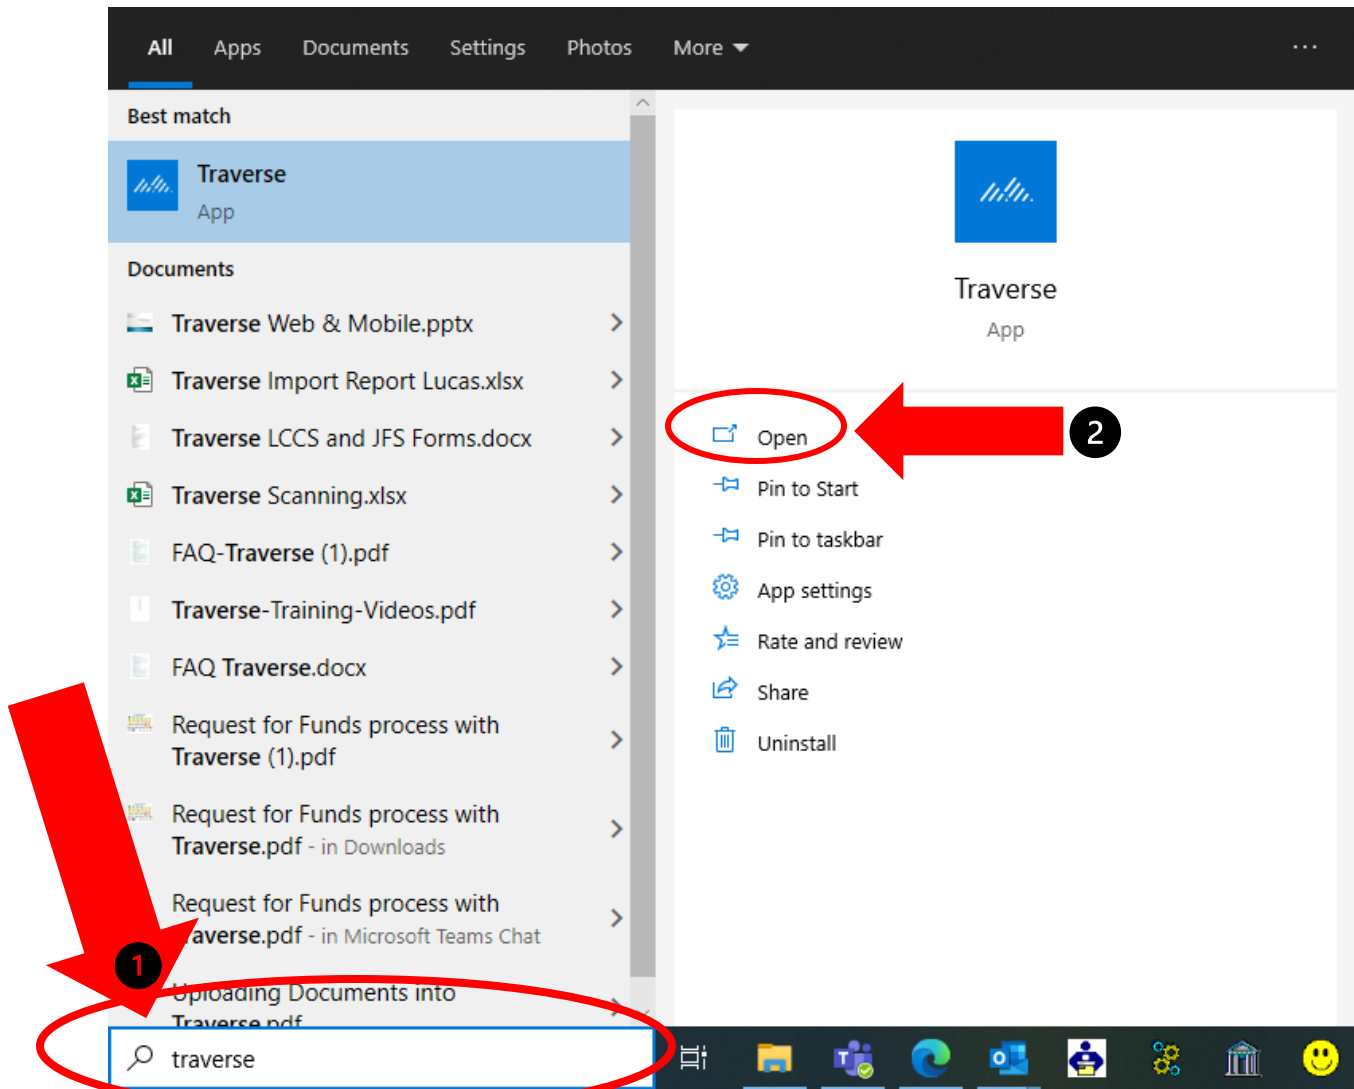 All Apps Documents Settings Photos More ...
Best match
Traverse
App
Documents
Traverse Web & Mobile.pptx
Traverse Import Report Lucas.xlsx
Traverse LCCS and JFS Forms.docx
Traverse Scanning.xlsx
FAQ-Traverse (1).pdf
Traverse-Training-Videos.pdf
FAQ Traverse.docx
Request for Funds process with
Traverse (1).pdf
Request for Funds process with
Traverse.pdf - in Downloads
Request for Funds process with
Traverse.pdf - in Microsoft Teams Chat
1
Uploading Documents into
Traverse.pdf
traverse
Traverse
App
Open
2
Pin to Start
Pin to taskbar
App settings
Rate and review
Share
Uninstall